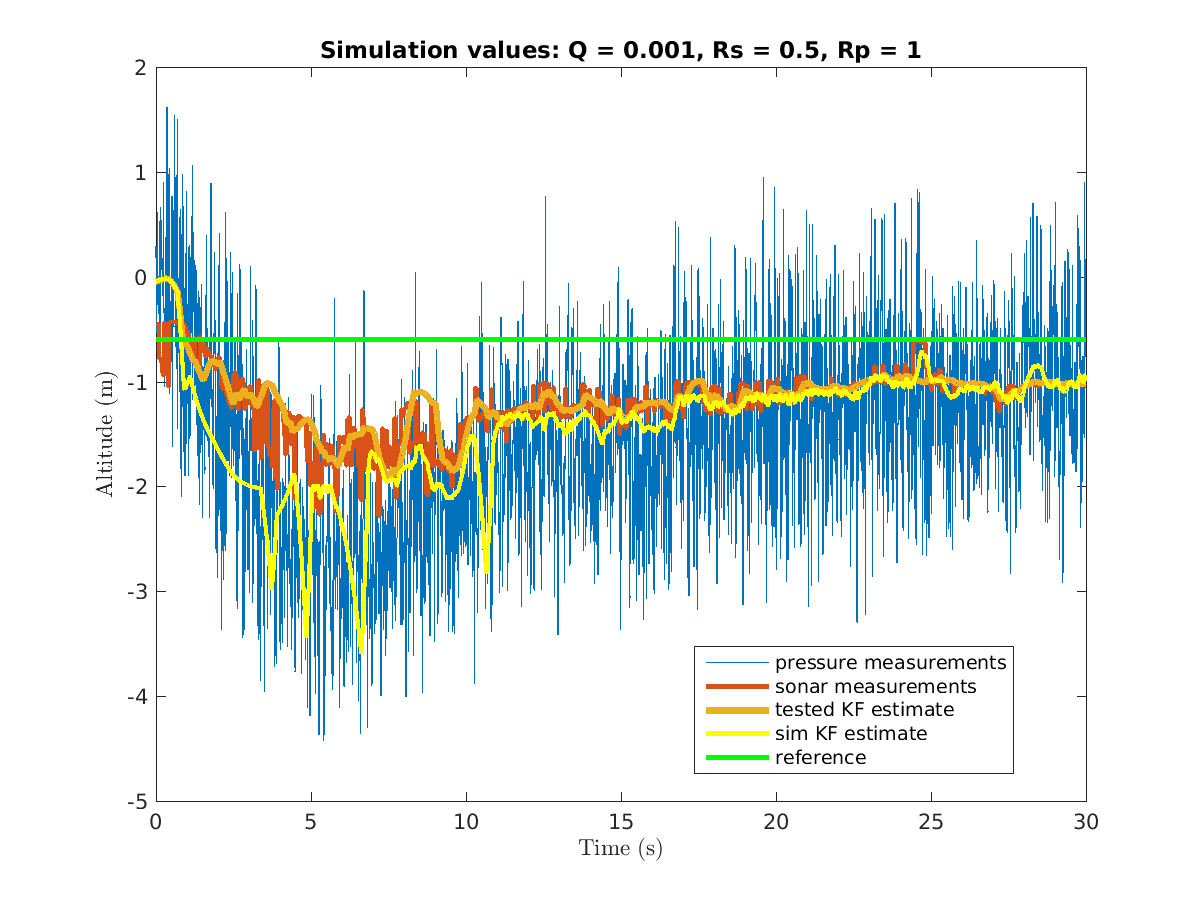 Simulation values: Q = 0.001, Rs = 0.5, Rp = 1
2
1
0
-1
-2
-3
-4
-5
Altitude (m)
0 5 10 15 20 25 30
Time (s)
pressure measurements
sonar measurements
tested KF estimate
sim KF estimate
reference